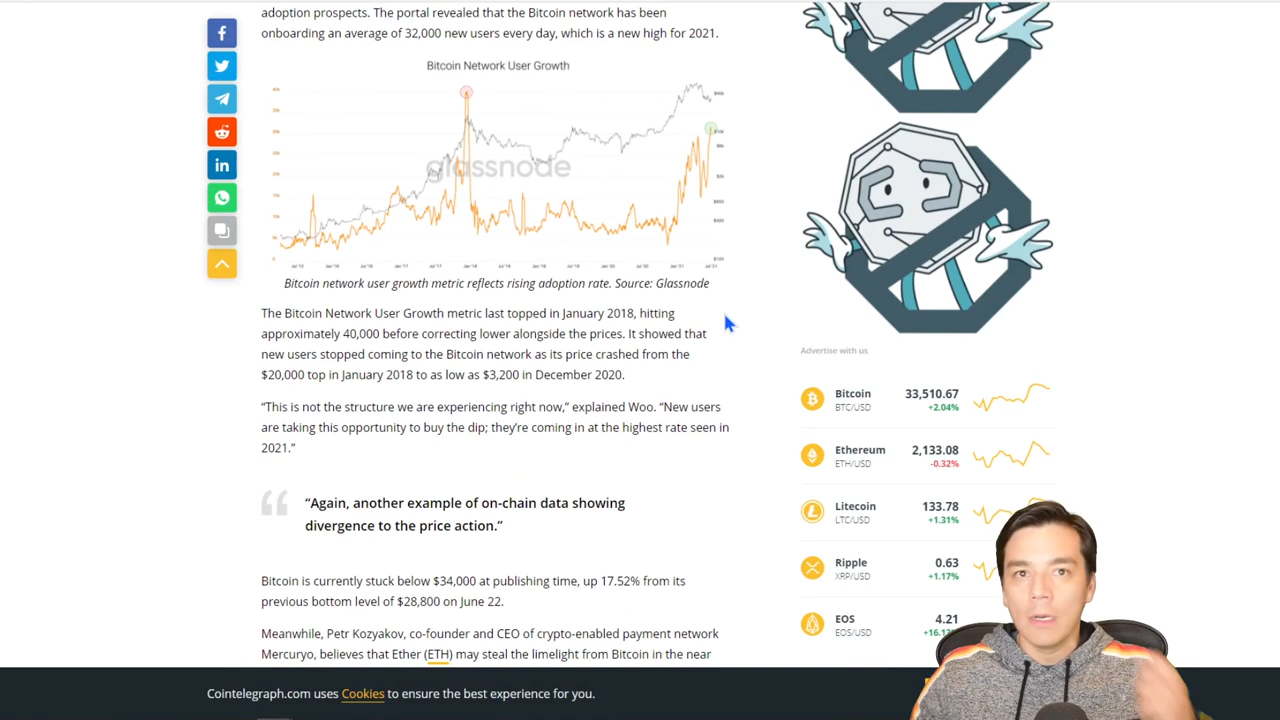 adoption prospects. The portal revealed that the Bitcoin network has been
onboarding an average of 32,000 new users every day, which is a new high for 2021.
Bitcoin Network User Growth
glassnode
Bitcoin network user growth metric reflects rising adoption rate. Source: Glassnode
The Bitcoin Network User Growth metric last topped in January 2018, hitting
approximately 40,000 before correcting lower alongside the prices. It showed that
new users stopped coming to the Bitcoin network as its price crashed from the
$20,000 top in January 2018 to as low as $3,200 in December 2020.
“This is not the structure we are experiencing right now,” explained Woo. “New users
are taking this opportunity to buy the dip; they’re coming in at the highest rate seen in
2021.”
“Again, another example of on-chain data showing
divergence to the price action.”
Bitcoin is currently stuck below $34,000 at publishing time, up 17.52% from its
previous bottom level of $28,800 on June 22.
Meanwhile, Petr Kozyakov, co-founder and CEO of crypto-enabled payment network
Mercuryo, believes that Ether (ETH) may steal the limelight from Bitcoin in the near
Advertise with us
Bitcoin 33,510.67
BTC/USD +2.04%
Ethereum 2,133.08
ETH/USD -0.32%
Litecoin 133.78
LTC/USD +1.31%
Ripple 0.63
XRP/USD +1.17%
EOS 4.21
EOS/USD
Cointelegraph.com uses Cookies to ensure the best experience for you.